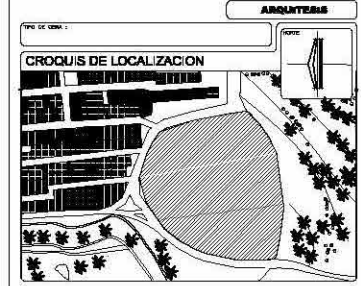 ARQUITESIS
TIPO DE OBRA :
NORTE
CROQUIS DE LOCALIZACION